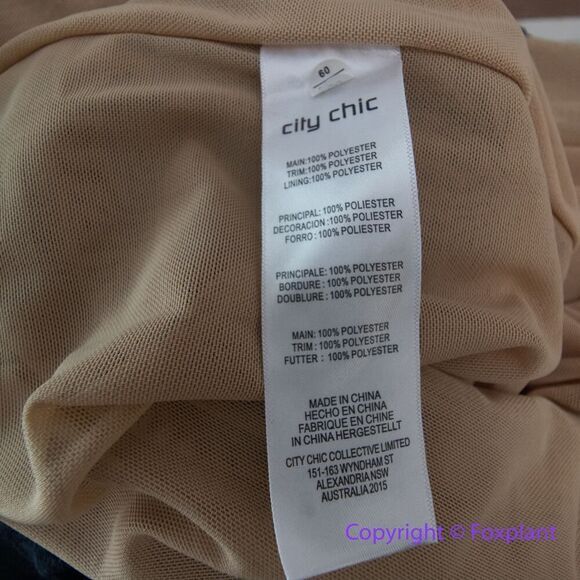 60
city chic
MAIN:100% POLYESTER
TRIM:100% POLYESTER
LINING:100% POLYESTER
PRINCIPAL: 100% POLIESTER
DECORACION :100% POLIESTER
FORRO : 100% POLIESTER
PRINCIPALE: 100% POLYESTER
BORDURE : 100% POLYESTER
DOUBLURE : 100% POLYESTER
MAIN: 100% POLYESTER
TRIM : 100% POLYESTER
FUTTER : 100% POLYESTER
MADE IN CHINA
HECHO EN CHINA
FABRIQUE EN CHINE
IN CHINA HERGESTELLT
CITY CHIC COLLECTIVE LIMITED
151-163 WYNDHAM ST
ALEXANDRIA NSW
AUSTRALIA 2015
Copyright © Foxplant